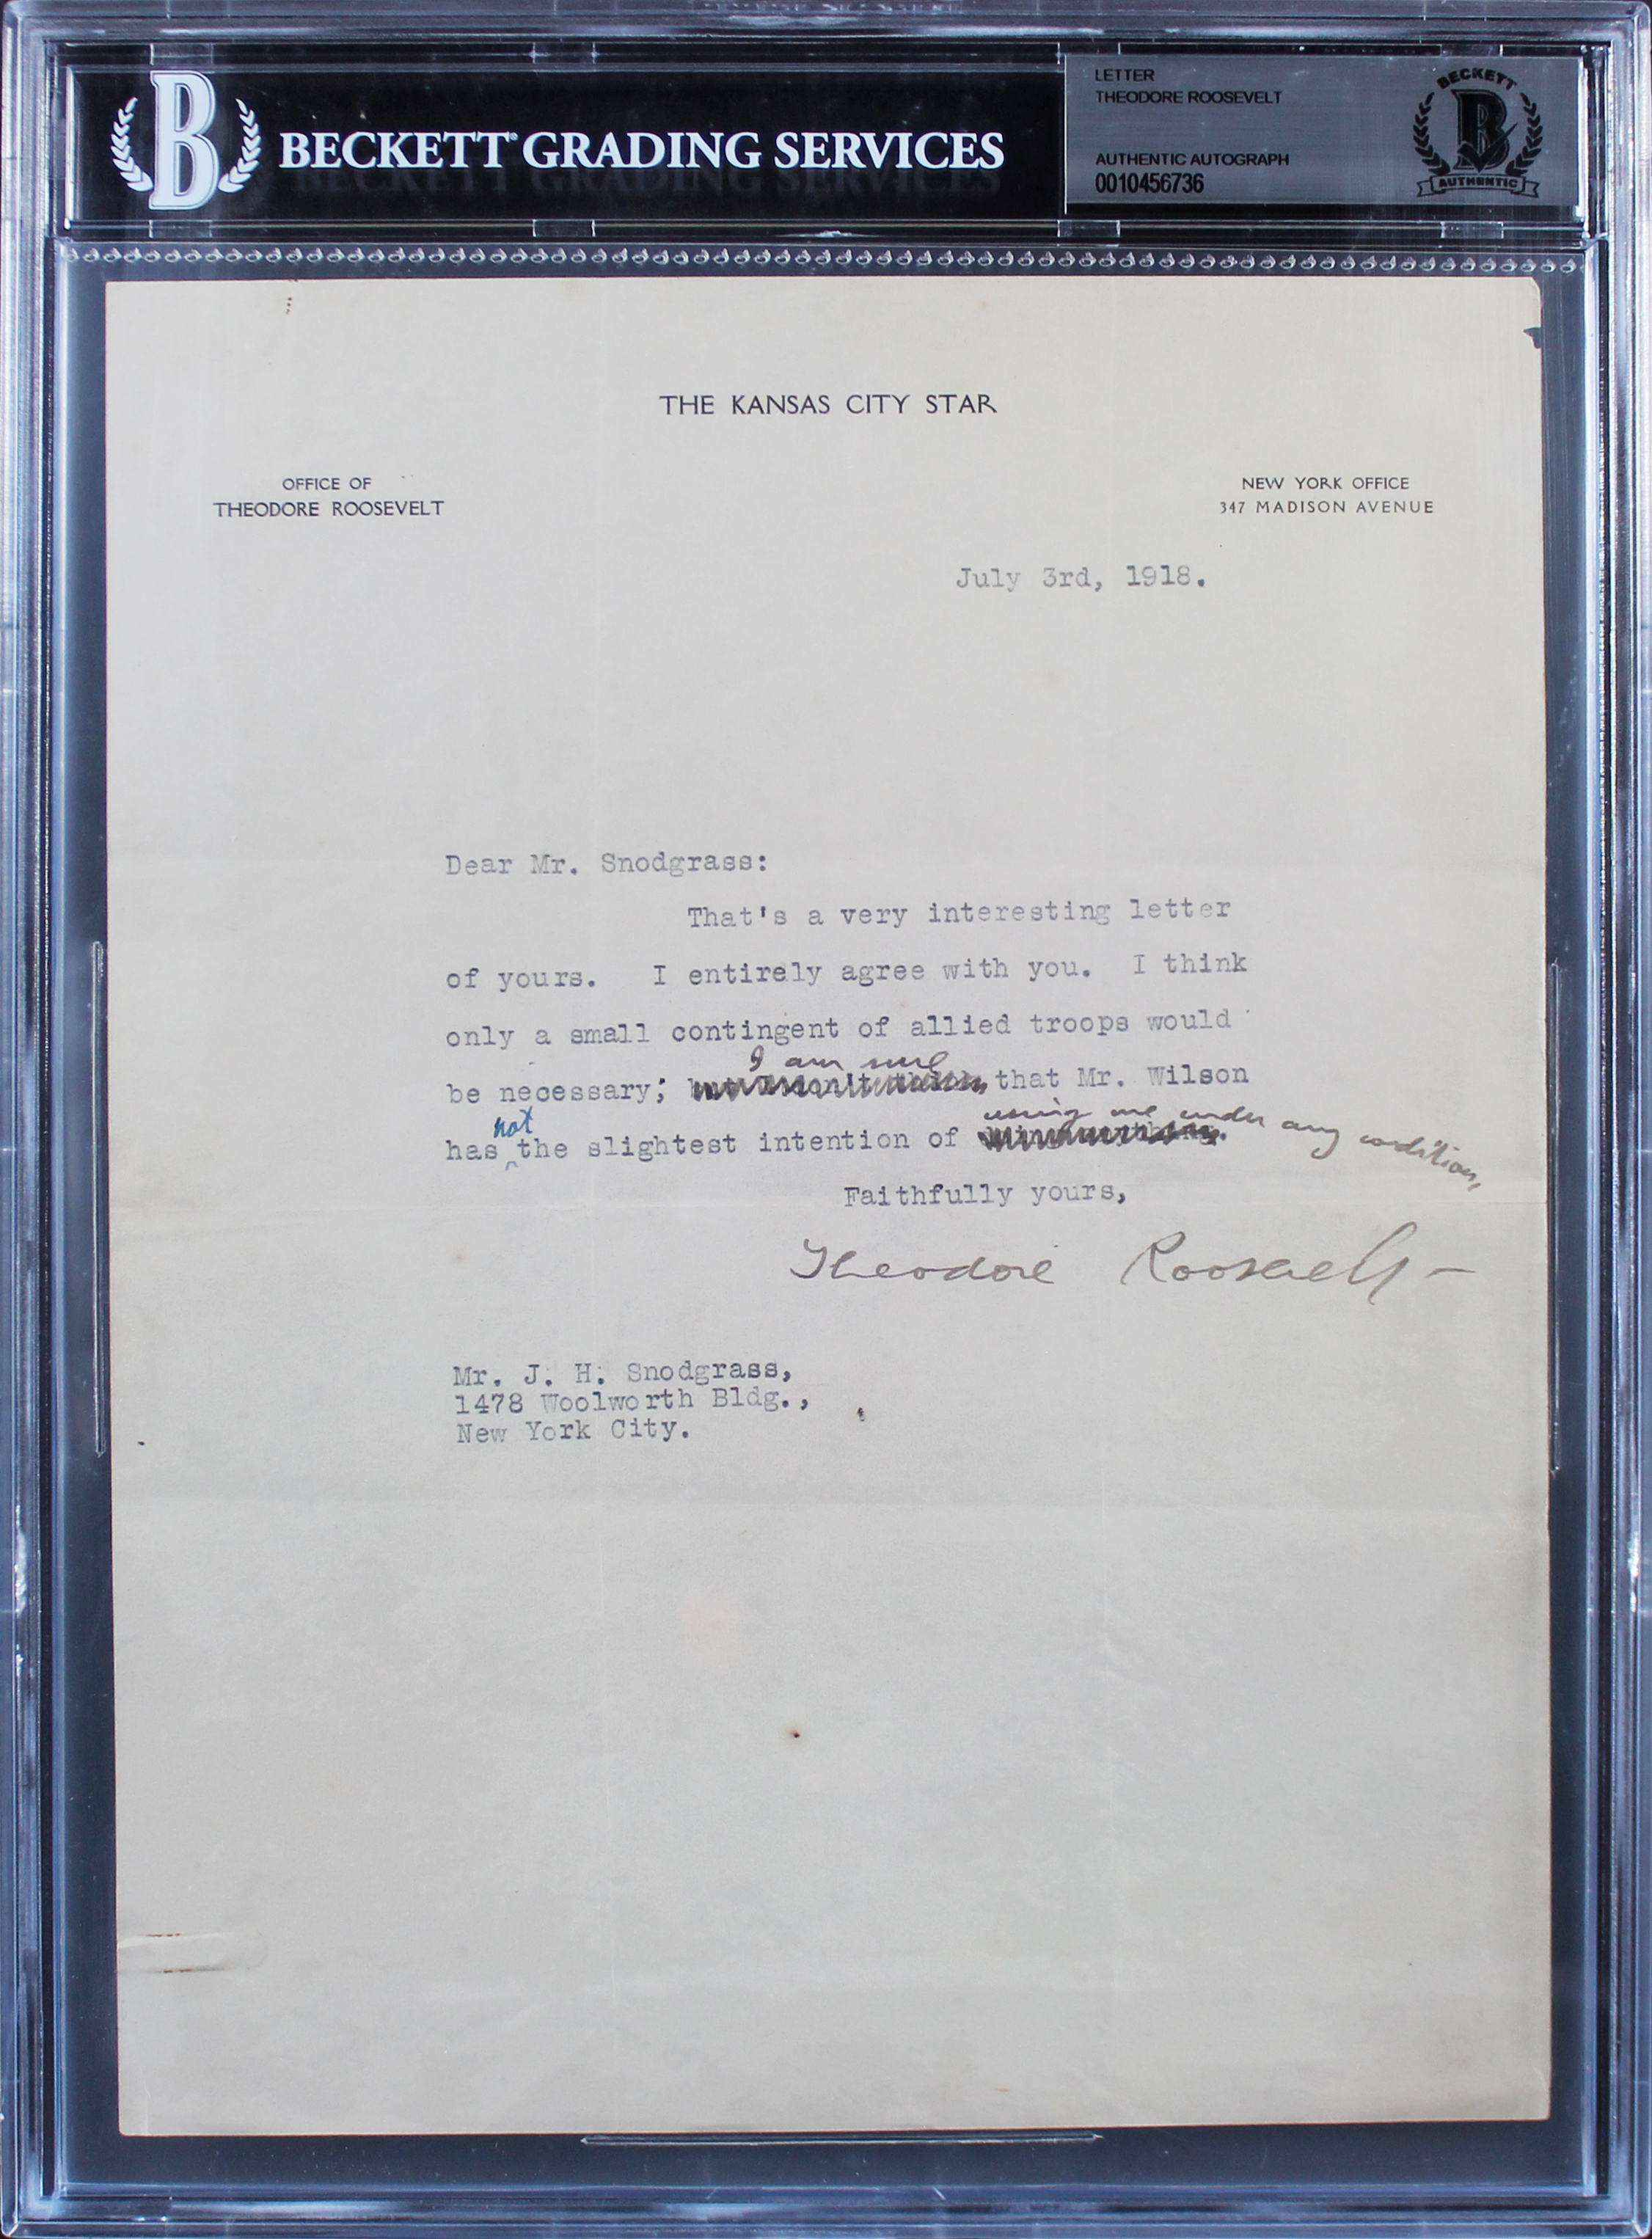 B BECKETT GRADING SERVICES
LETTER
THEODORE ROOSEVELT
AUTHENTIC AUTOGRAPH
0010456736
BECKETT
B
AUTHENTIC
THE KANSAS CITY STAR
OFFICE OF
THEODORE ROOSEVELT
NEW YORK OFFICE
347 MADISON AVENUE
July 3rd, 1918.
Dear Mr. Snodgrass:
That's a very interesting letter
of yours. I entirely agree with you. I think
only a small contingent of allied troops would
I am sure
be necessary; that Mr. Wilson
not using me under any condition.
has the slightest intention of
Faithfully yours,
Theodore Roosevelt
Mr. J. H. Snodgrass,
1478 Woolworth Bldg.,
New York City.